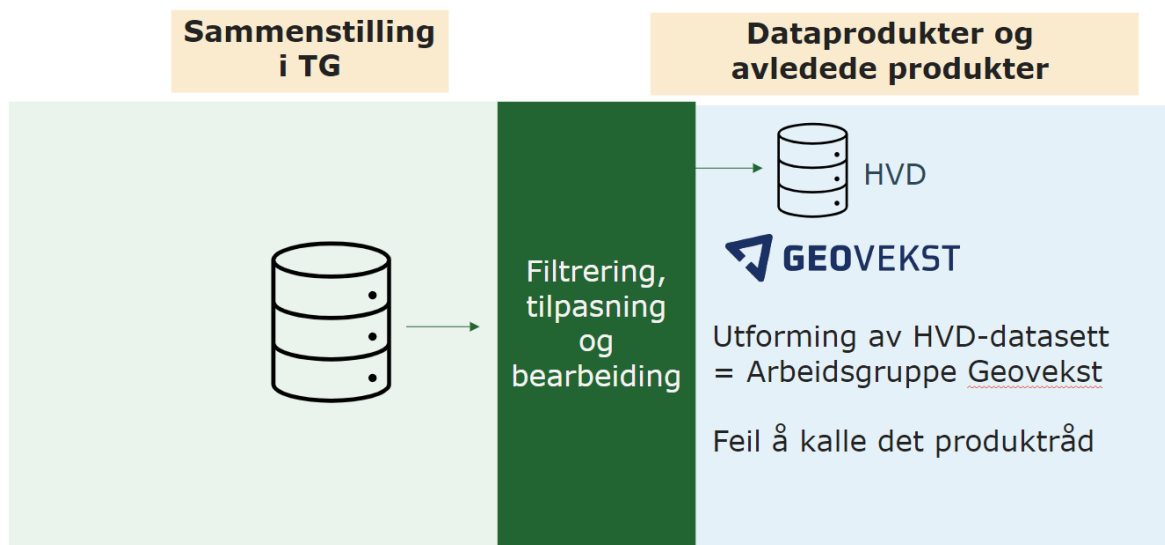 Sammenstilling
i TG
Dataprodukter og
avledede produkter
Filtrering,
tilpasning
og
bearbeiding
HVD
GEOVEKST
Utforming av HVD-datasett
= Arbeidsgruppe Geovekst
Feil å kalle det produktråd